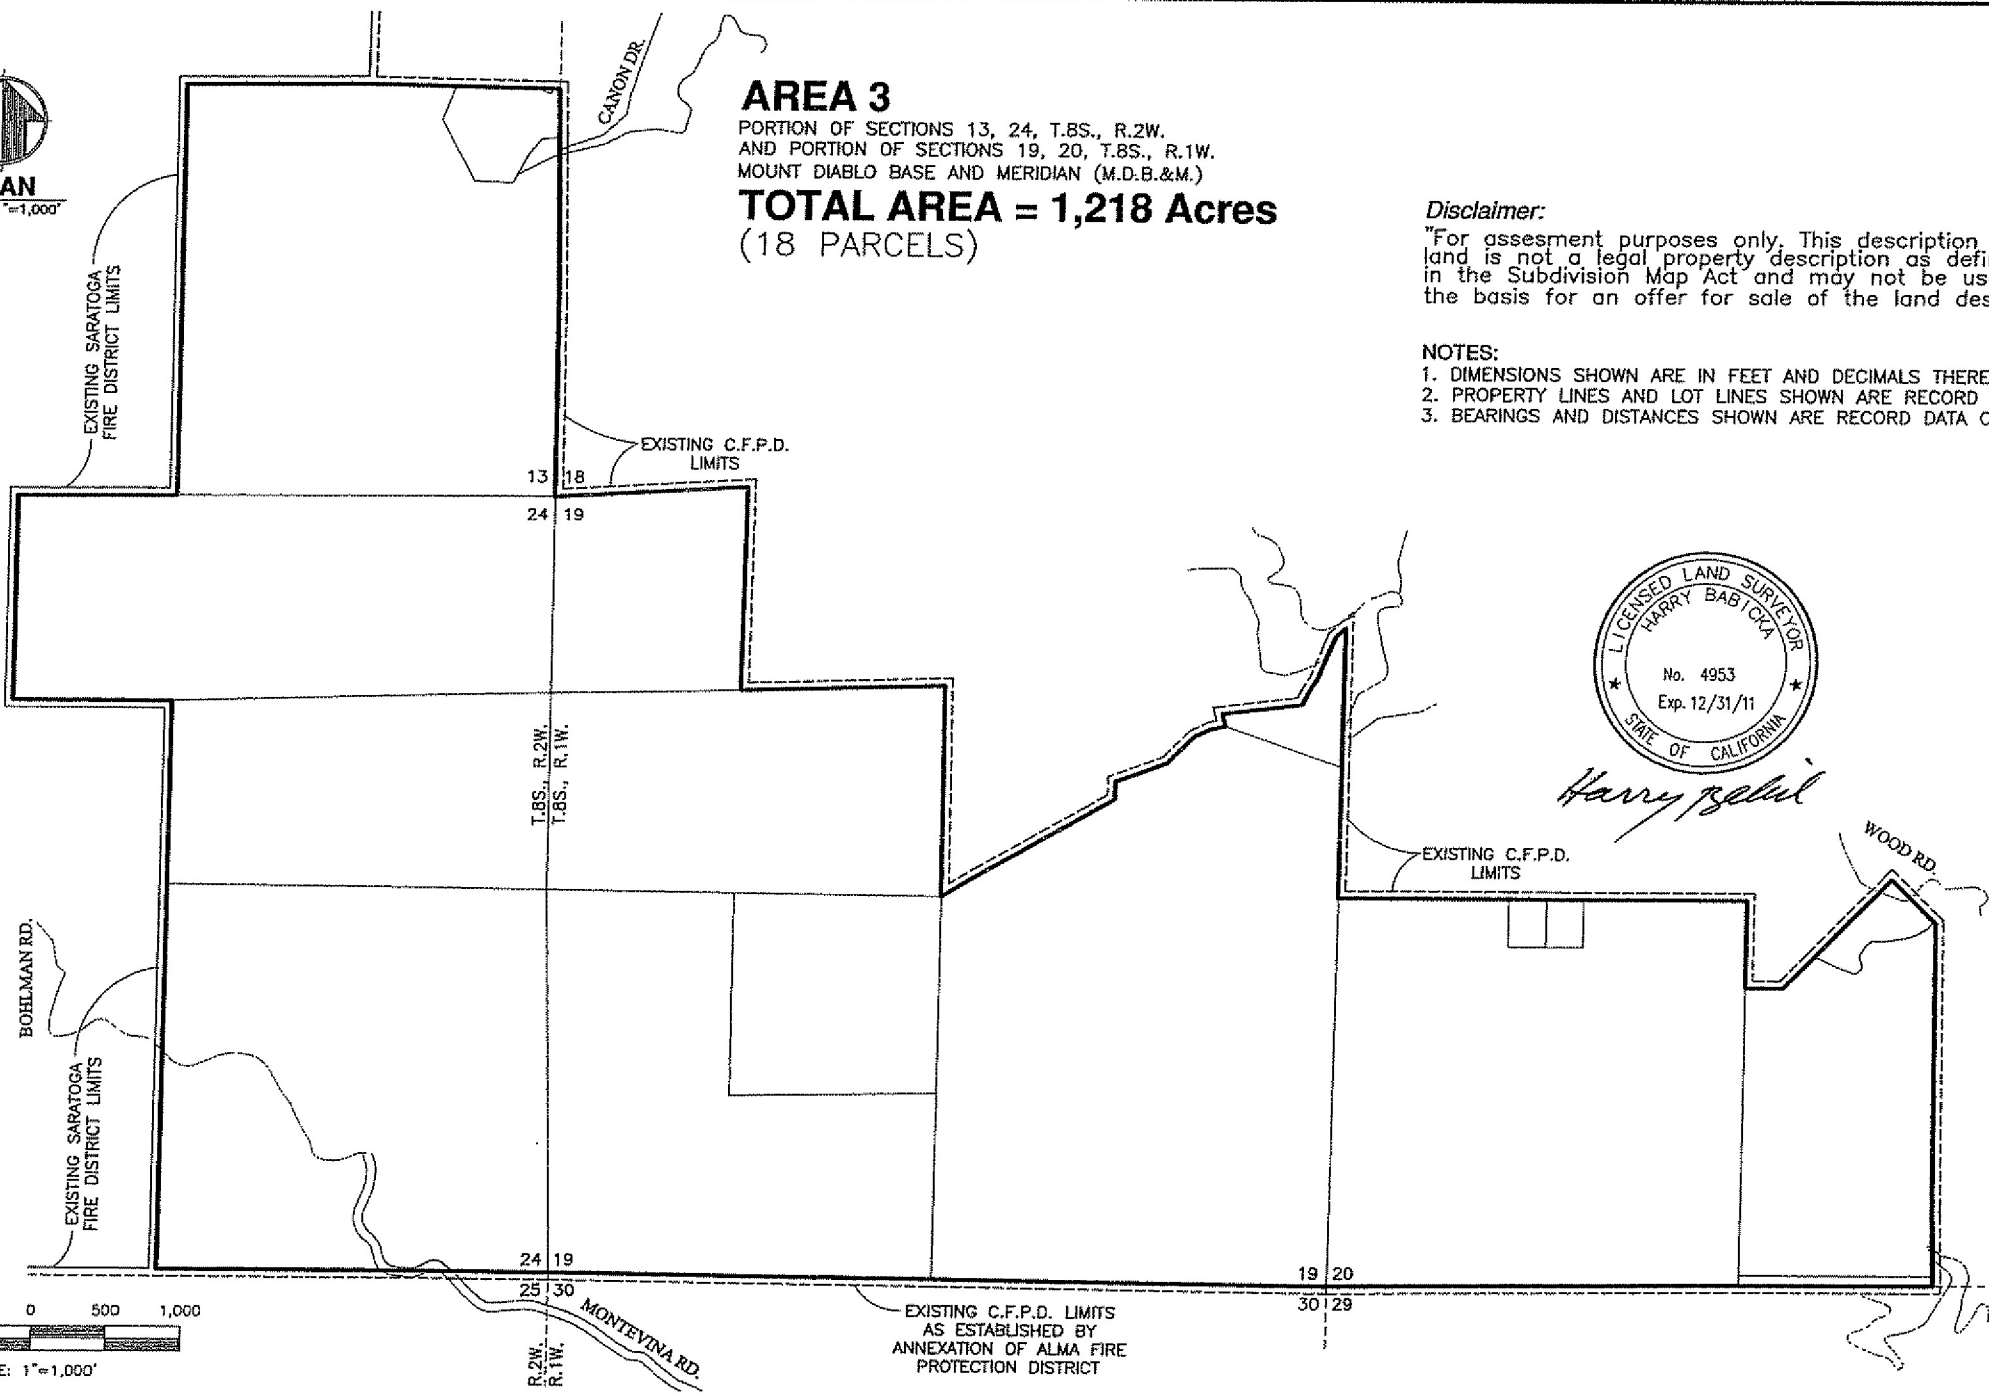 CANON DR.
AREA 3
PORTION OF SECTIONS 13, 24, T.8S., R.2W.
AND PORTION OF SECTIONS 19, 20, T.8S., R.1W.
MOUNT DIABLO BASE AND MERIDIAN (M.D.B.&M.)
TOTAL AREA = 1,218 Acres
(18 PARCELS)
AN
"=1,000'
Disclaimer:
"For assesment purposes only. This description
land is not a legal property description as defi
in the Subdivision Map Act and may not be us
the basis for an offer for sale of the land des
NOTES:
1. DIMENSIONS SHOWN ARE IN FEET AND DECIMALS THERE
2. PROPERTY LINES AND LOT LINES SHOWN ARE RECORD
3. BEARINGS AND DISTANCES SHOWN ARE RECORD DATA
EXISTING SARATOGA
FIRE DISTRICT LIMITS
EXISTING C.F.P.D.
LIMITS
13 18
24 19
LICENSED LAND SURVEYOR
HARRY BABICKA
No. 4953
Exp. 12/31/11
STATE OF CALIFORNIA
T.8S., R.2W.
T.8S., R.1W.
EXISTING C.F.P.D.
LIMITS
WOOD RD.
BOHLMAN RD.
EXISTING SARATOGA
FIRE DISTRICT LIMITS
24 19
25 30
19 20
30 29
MONTEVINA RD.
R.2W.
R.1W.
EXISTING C.F.P.D. LIMITS
AS ESTABLISHED BY
ANNEXATION OF ALMA FIRE
PROTECTION DISTRICT
0 500 1,000
E: 1"=1,000'